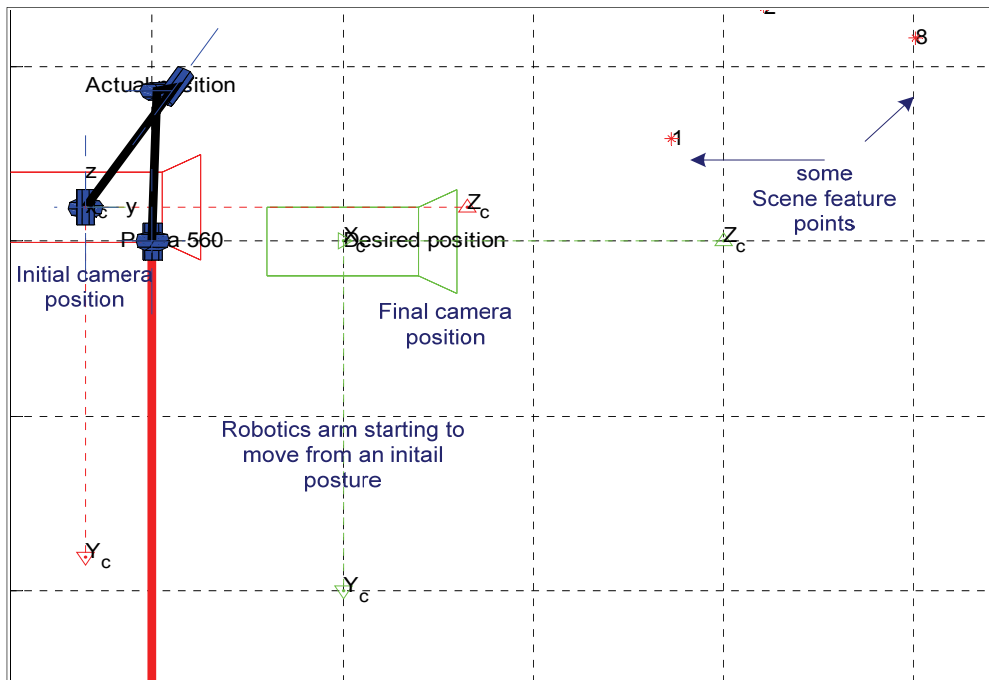 8
Actual position
1
some
Scene feature
points
z
y
Z
c
c
Desired position
Z
c
560
Initial camera
position
Final camera
position
Robotics arm starting to
move from an initail
posture
Y
c
Y
c